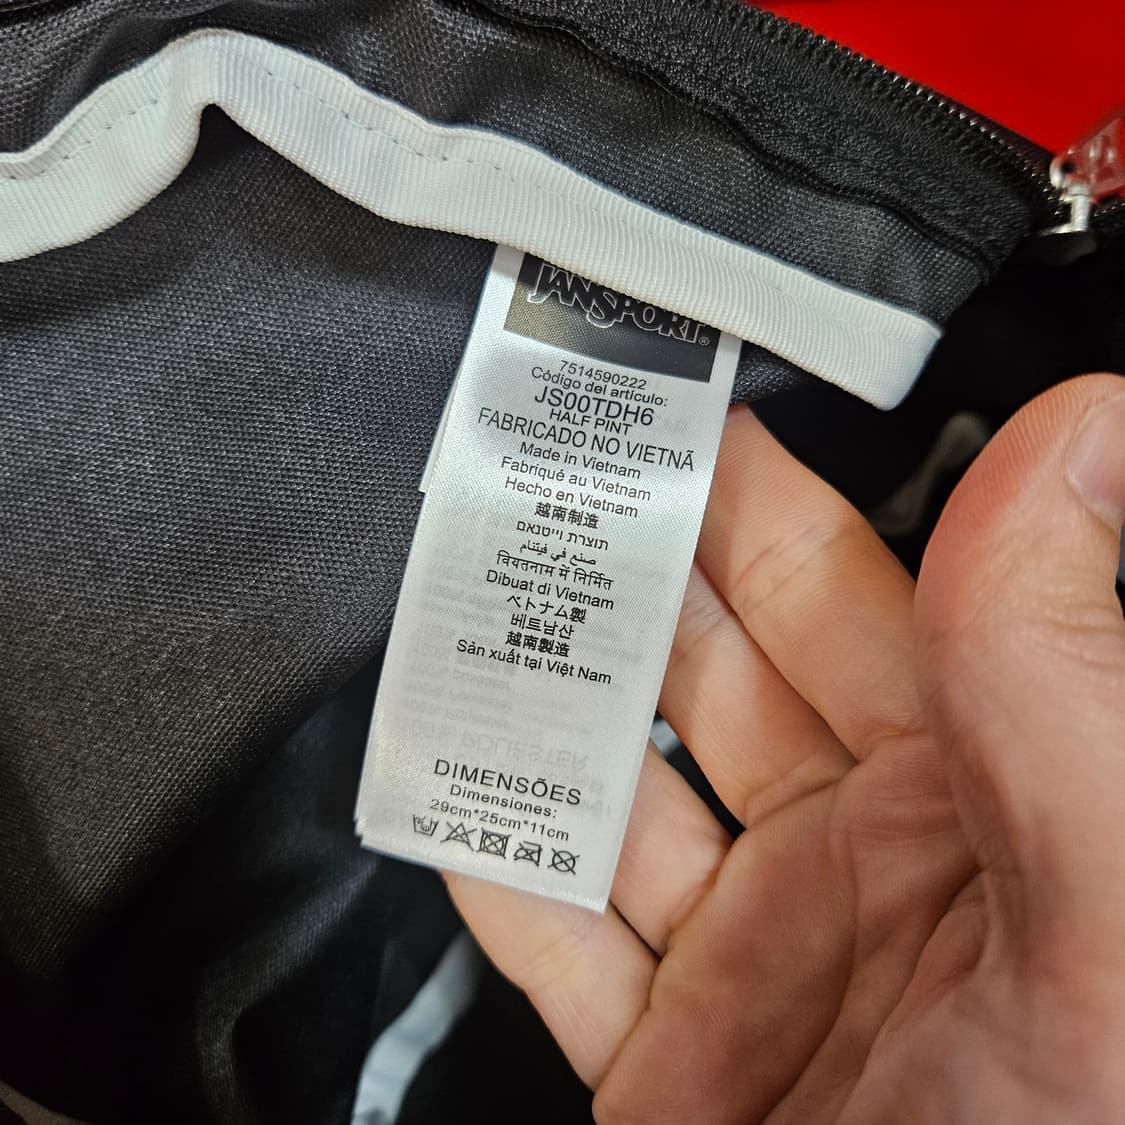 JANSPORT®
7514590222
Código del artículo:
JS00TDH6
HALF PINT
FABRICADO NO VIETNÃ
Made in Vietnam
Fabriqué au Vietnam
Hecho en Vietnam
越南制造
תוצרת וייטנאם
صنع في فيتنام
वियतनाम में निर्मित
Dibuat di Vietnam
ベトナム製
베트남산
越南製造
Sản xuất tại Việt Nam
DIMENSÕES
Dimensiones:
29cm*25cm*11cm